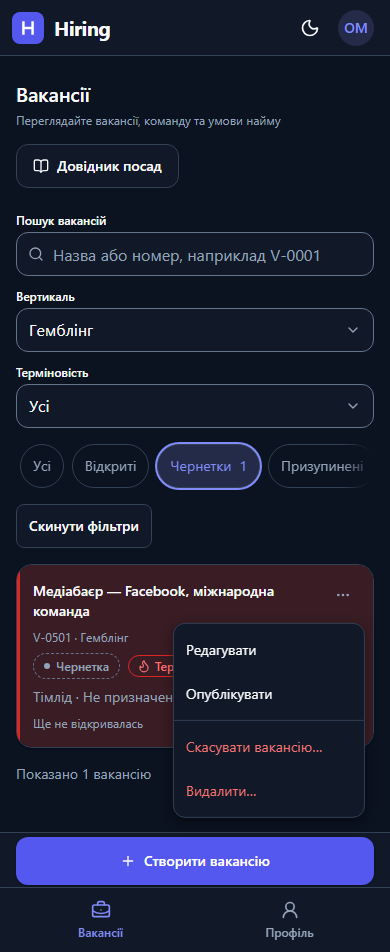 H Hiring OM
Вакансії
Переглядайте вакансії, команду та умови найму
Довідник посад
Пошук вакансій
Назва або номер, наприклад V-0001
Вертикаль
Гемблінг
Терміновість
Усі
Усі Відкриті Чернетки 1 Призупинені
Скинути фільтри
Медіабаєр — Facebook, міжнародна
команда
V-0501 · Гемблінг
Чернетка
Тімлід · Не призначен
Ще не відкривалась
Редагувати
Опублікувати
Скасувати вакансію...
Видалити...
Показано 1 вакансію
Створити вакансію
Вакансії Профіль